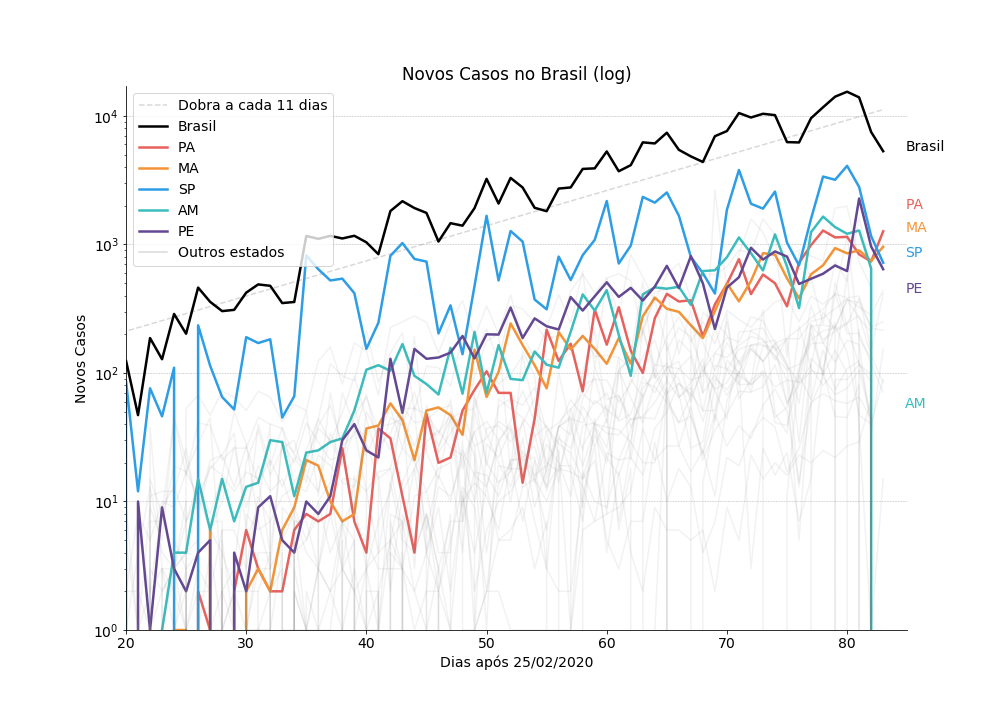 Novos Casos no Brasil (log)
Dobra a cada 11 dias
Brasil
PA
MA
SP
AM
PE
Outros estados
Novos Casos
10^4
10^3
10^2
10^1
10^0
20 30 40 50 60 70 80
Dias após 25/02/2020
Brasil
PA
MA
SP
PE
AM